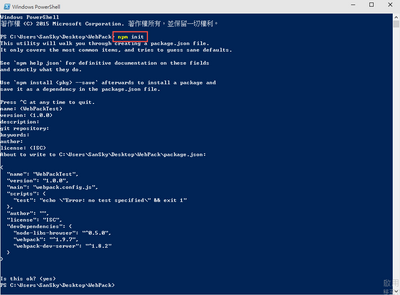 Windows PowerShell
Windows PowerShell
著作權 (C) 2015 Microsoft Corporation. 著作權所有，並保留一切權利。
PS C:\Users\SanSky\Desktop\WebPack> npm init
This utility will walk you through creating a package.json file.
It only covers the most common items, and tries to guess sane defaults.
See 'npm help json' for definitive documentation on these fields
and exactly what they do.
Use 'npm install <pkg> --save' afterwards to install a package and
save it as a dependency in the package.json file.
Press ^C at any time to quit.
name: (WebPackTest)
version: (1.0.0)
description:
git repository:
keywords:
author:
license: (ISC)
About to write to C:\Users\SanSky\Desktop\WebPack\package.json:
{
"name": "WebPackTest",
"version": "1.0.0",
"main": "webpack.config.js",
"scripts": {
"test": "echo \"Error: no test specified\" && exit 1"
},
"author": "",
"license": "ISC",
"devDependencies": {
"node-libs-browser": "^0.5.0",
"webpack": "^1.9.7",
"webpack-dev-server": "^1.8.2"
}
}
Is this ok? (yes)
PS C:\Users\SanSky\Desktop\WebPack>